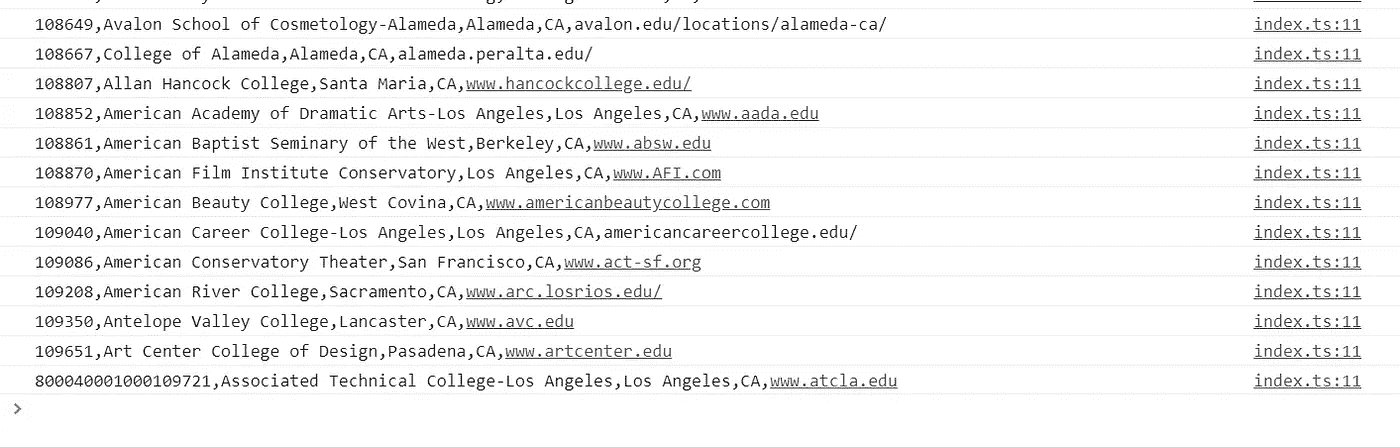 108649,Avalon School of Cosmetology-Alameda,Alameda,CA,avalon.edu/locations/alameda-ca/ index.ts:11
108667,College of Alameda,Alameda,CA,alameda.peralta.edu/ index.ts:11
108807,Allan Hancock College,Santa Maria,CA,www.hancockcollege.edu/ index.ts:11
108852,American Academy of Dramatic Arts-Los Angeles,Los Angeles,CA,www.aada.edu index.ts:11
108861,American Baptist Seminary of the West,Berkeley,CA,www.absw.edu index.ts:11
108870,American Film Institute Conservatory,Los Angeles,CA,www.AFI.com index.ts:11
108977,American Beauty College,West Covina,CA,www.americanbeautycollege.com index.ts:11
109040,American Career College-Los Angeles,Los Angeles,CA,americancareercollege.edu/ index.ts:11
109086,American Conservatory Theater,San Francisco,CA,www.act-sf.org index.ts:11
109208,American River College,Sacramento,CA,www.arc.losrios.edu/ index.ts:11
109350,Antelope Valley College,Lancaster,CA,www.avc.edu index.ts:11
109651,Art Center College of Design,Pasadena,CA,www.artcenter.edu index.ts:11
800040001000109721,Associated Technical College-Los Angeles,Los Angeles,CA,www.atcla.edu index.ts:11
>